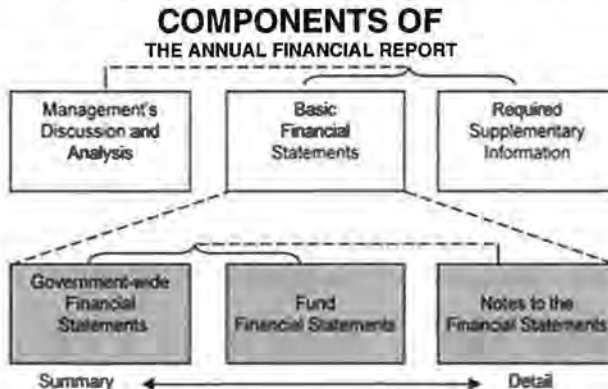 COMPONENTS OF
THE ANNUAL FINANCIAL REPORT
Management's
Discussion and
Analysis
Basic
Financial
Statements
Required
Supplementary
Information
Government-wide
Financial
Statements
Fund
Financial Statements
Notes to the
Financial Statements
Summary
Detail